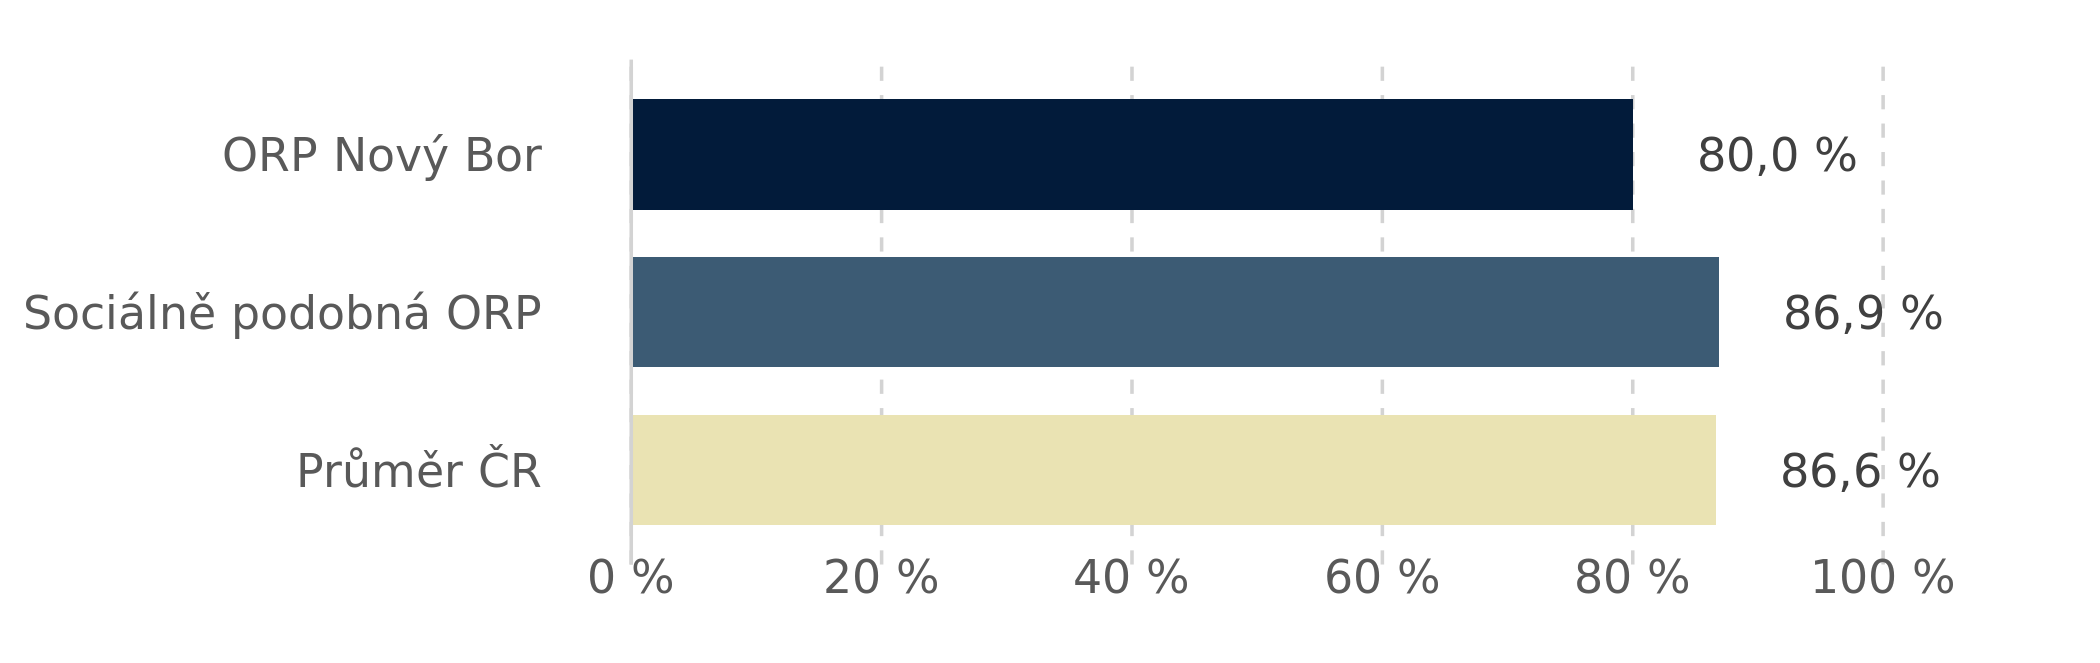 ORP Nový Bor 80,0 %
Sociálně podobná ORP 86,9 %
Průměr ČR 86,6 %
0 % 20 % 40 % 60 % 80 % 100 %